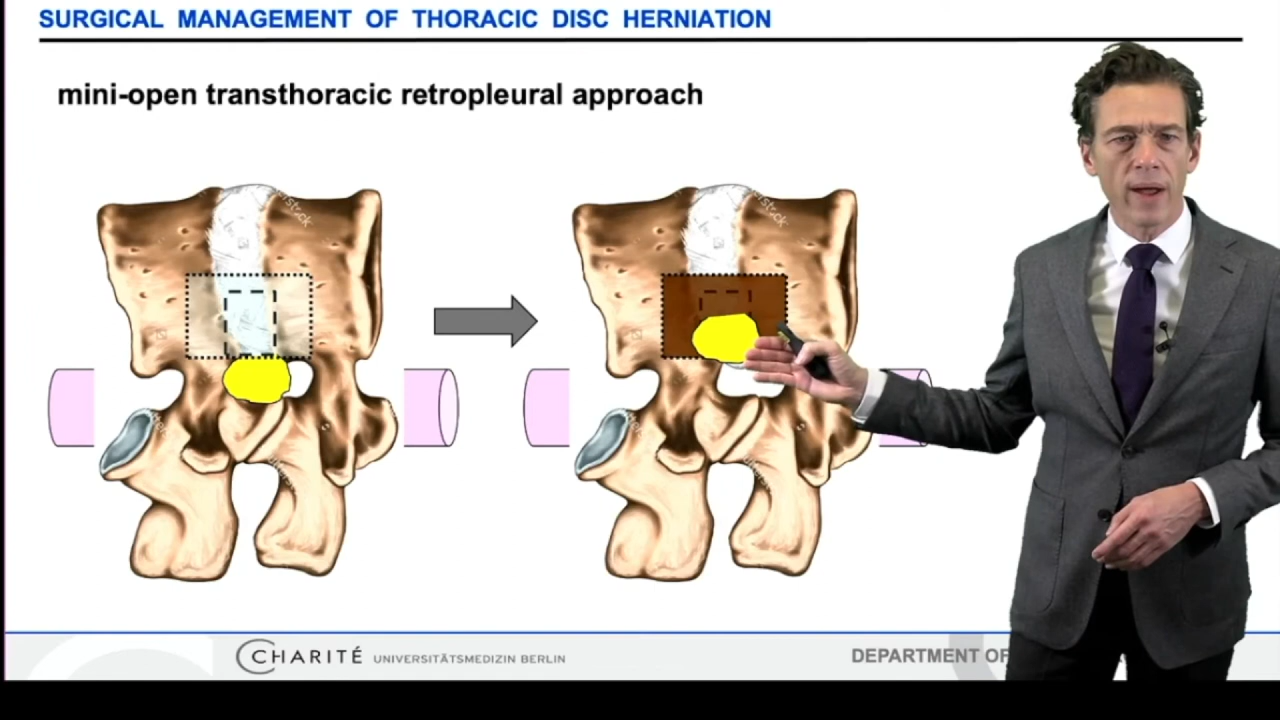 SURGICAL MANAGEMENT OF THORACIC DISC HERNIATION
mini-open transthoracic retropleural approach
CHARITÉ UNIVERSITÄTSMEDIZIN BERLIN
DEPARTMENT OF